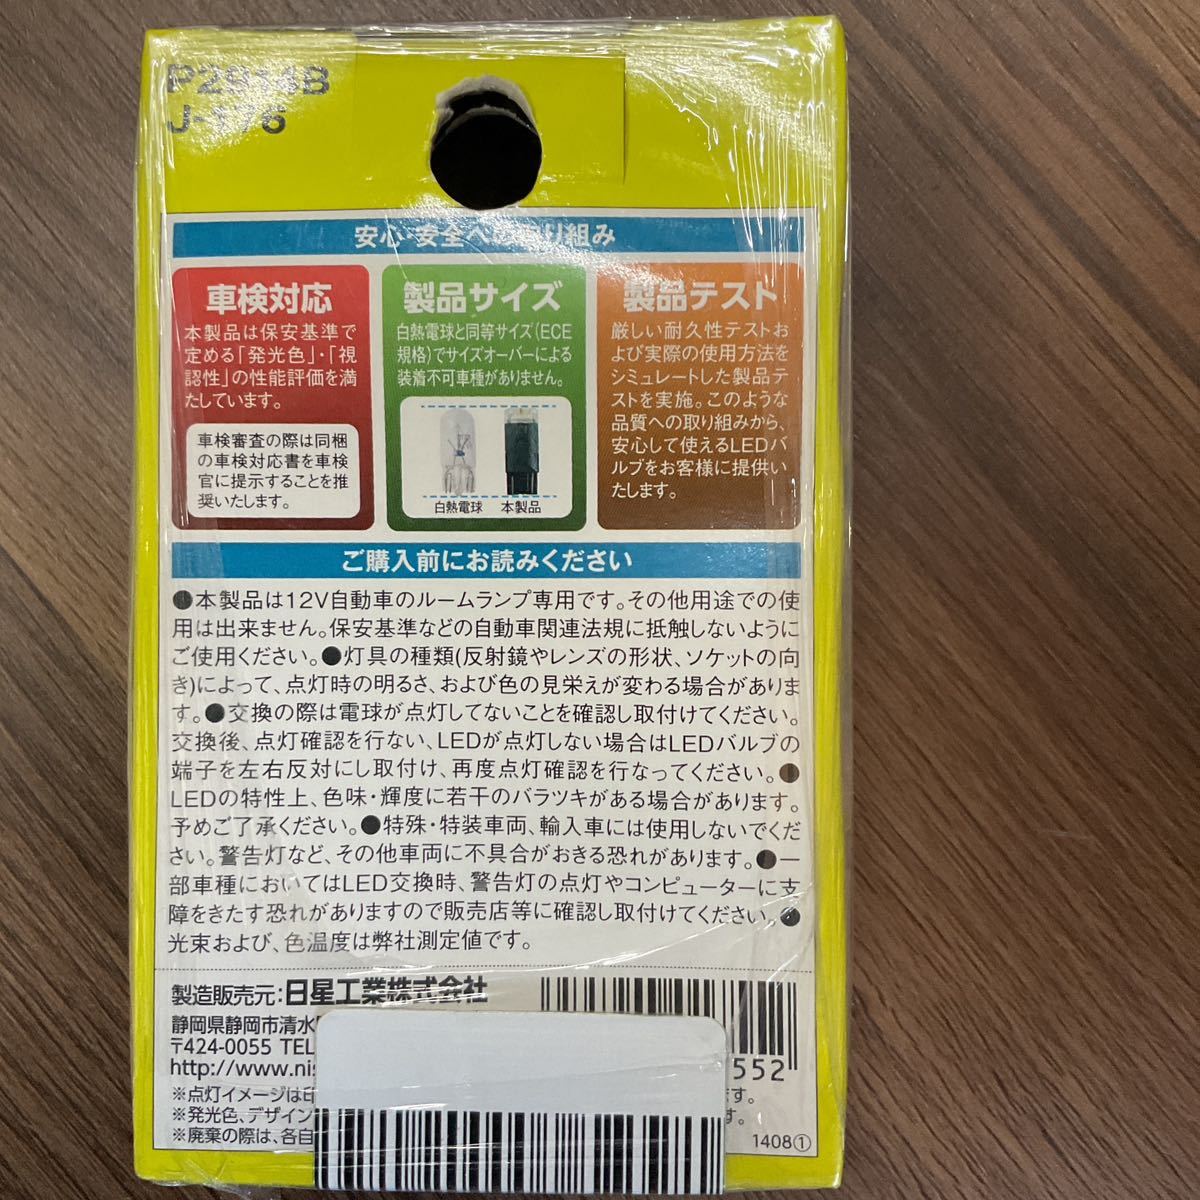 P2914B
J-176
安心・安全への取り組み
車検対応
本製品は保安基準で
定める「発光色」・「視
認性」の性能評価を満
たしています。
車検審査の際は同梱
の車検対応書を車検
官に提示することを推
奨いたします。
製品サイズ
白熱電球と同等サイズ(ECE
規格)でサイズオーバーによる
装着不可車種がありません。
白熱電球 本製品
製品テスト
厳しい耐久性テストお
よび実際の使用方法を
シミュレートした製品テ
ストを実施。このような
品質への取り組みから、
安心して使えるLEDバ
ルブをお客様に提供い
たします。
ご購入前にお読みください
●本製品は12V自動車のルームランプ専用です。その他用途での使
用は出来ません。保安基準などの自動車関連法規に抵触しないように
ご使用ください。●灯具の種類(反射鏡やレンズの形状、ソケットの向
き)によって、点灯時の明るさ、および色の見栄えが変わる場合がありま
す。●交換の際は電球が点灯してないことを確認し取付けてください。
交換後、点灯確認を行ない、LEDが点灯しない場合はLEDバルブの
端子を左右反対にし取付け、再度点灯確認を行なってください。●
LEDの特性上、色味・輝度に若干のバラツキがある場合があります。
予めご了承ください。●特殊・特装車両、輸入車には使用しないでくだ
さい。警告灯など、その他車両に不具合がおきる恐れがあります。●一
部車種においてはLED交換時、警告灯の点灯やコンピューターに支
障をきたす恐れがありますので販売店等に確認し取付けてください。●
光束および、色温度は弊社測定値です。
製造販売元:日星工業株式会社
静岡県静岡市清水
〒424-0055 TEL
http://www.nis
552
※点灯イメージは印 ます。
※発光色、デザイン す。
※廃棄の際は、各自
1408①